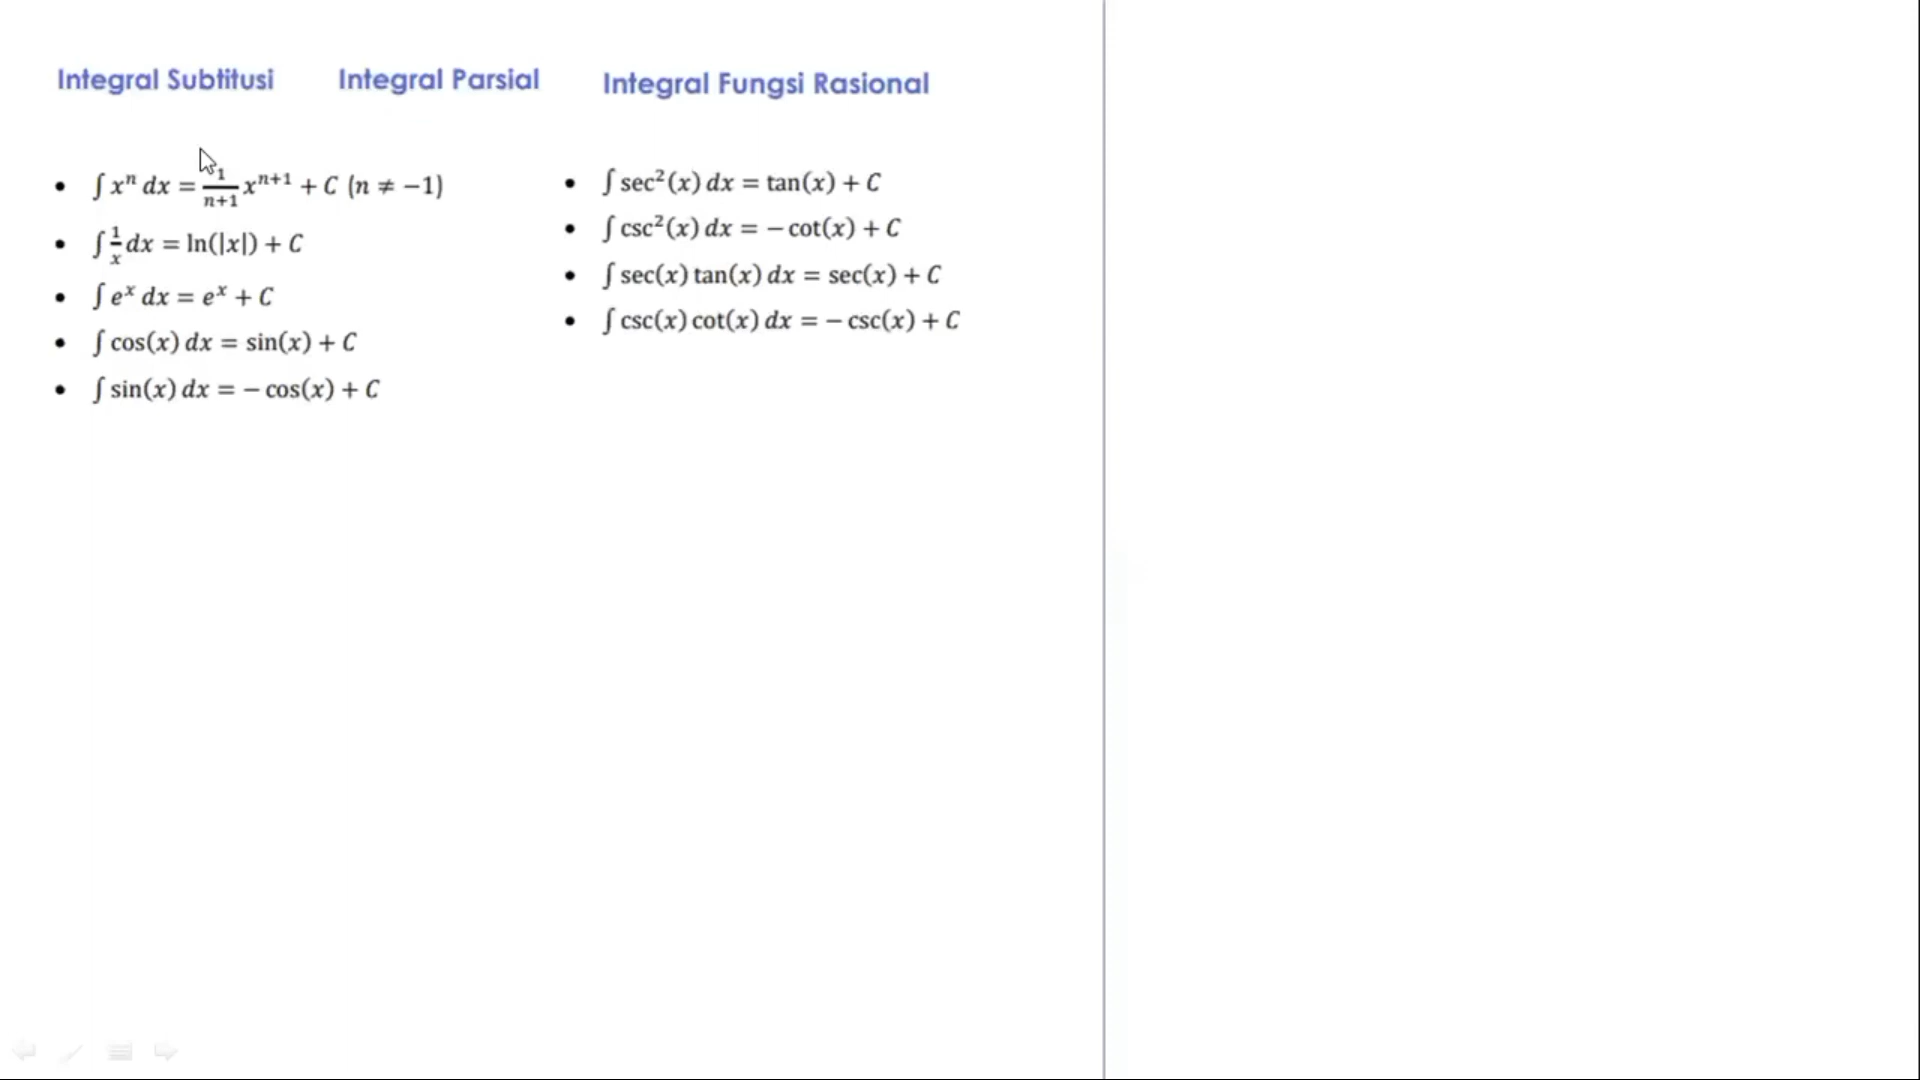 Integral Subtitusi Integral Parsial Integral Fungsi Rasional
• ∫ xⁿ dx = 1/(n+1) xⁿ⁺¹ + C (n ≠ −1)
• ∫ 1/x dx = ln(|x|) + C
• ∫ eˣ dx = eˣ + C
• ∫ cos(x) dx = sin(x) + C
• ∫ sin(x) dx = − cos(x) + C
• ∫ sec²(x) dx = tan(x) + C
• ∫ csc²(x) dx = − cot(x) + C
• ∫ sec(x) tan(x) dx = sec(x) + C
• ∫ csc(x) cot(x) dx = − csc(x) + C